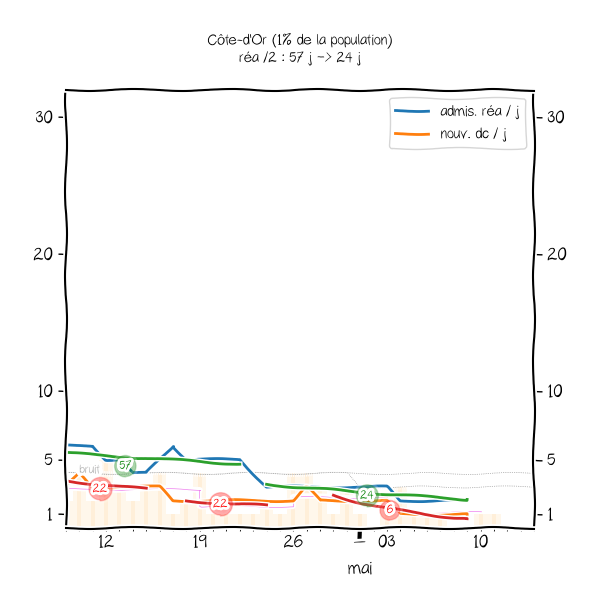 Côte-d'Or (1% de la population)
réa /2 : 57 j -> 24 j
admis. réa / j
nouv. dc / j
30 30
20 20
10 10
5 5
1 1
bruit
57
22
22
24
6
12 19 26 1 03 10
mai